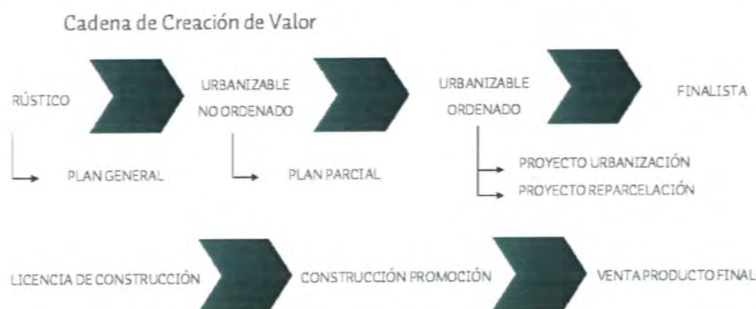 Cadena de Creación de Valor
RÚSTICO
URBANIZABLE
NO ORDENADO
URBANIZABLE
ORDENADO
FINALISTA
PLAN GENERAL
PLAN PARCIAL
PROYECTO URBANIZACIÓN
PROYECTO REPARCELACIÓN
LICENCIA DE CONSTRUCCIÓN
CONSTRUCCIÓN PROMOCIÓN
VENTA PRODUCTO FINAL